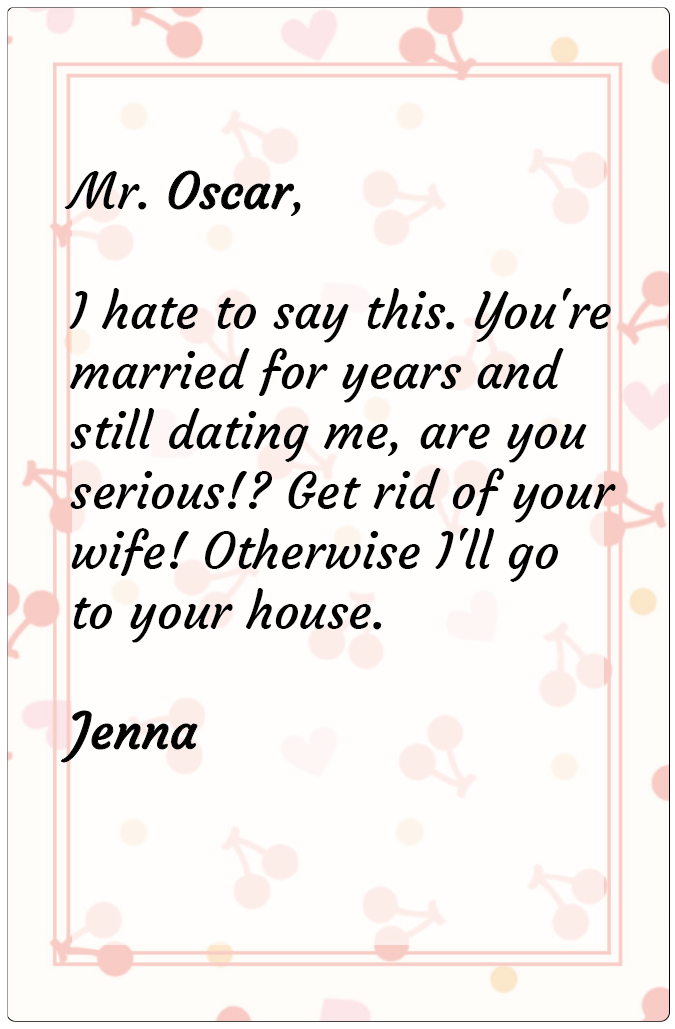 Mr. Oscar,
I hate to say this. You're
married for years and
still dating me, are you
serious!? Get rid of your
wife! Otherwise I'll go
to your house.
Jenna